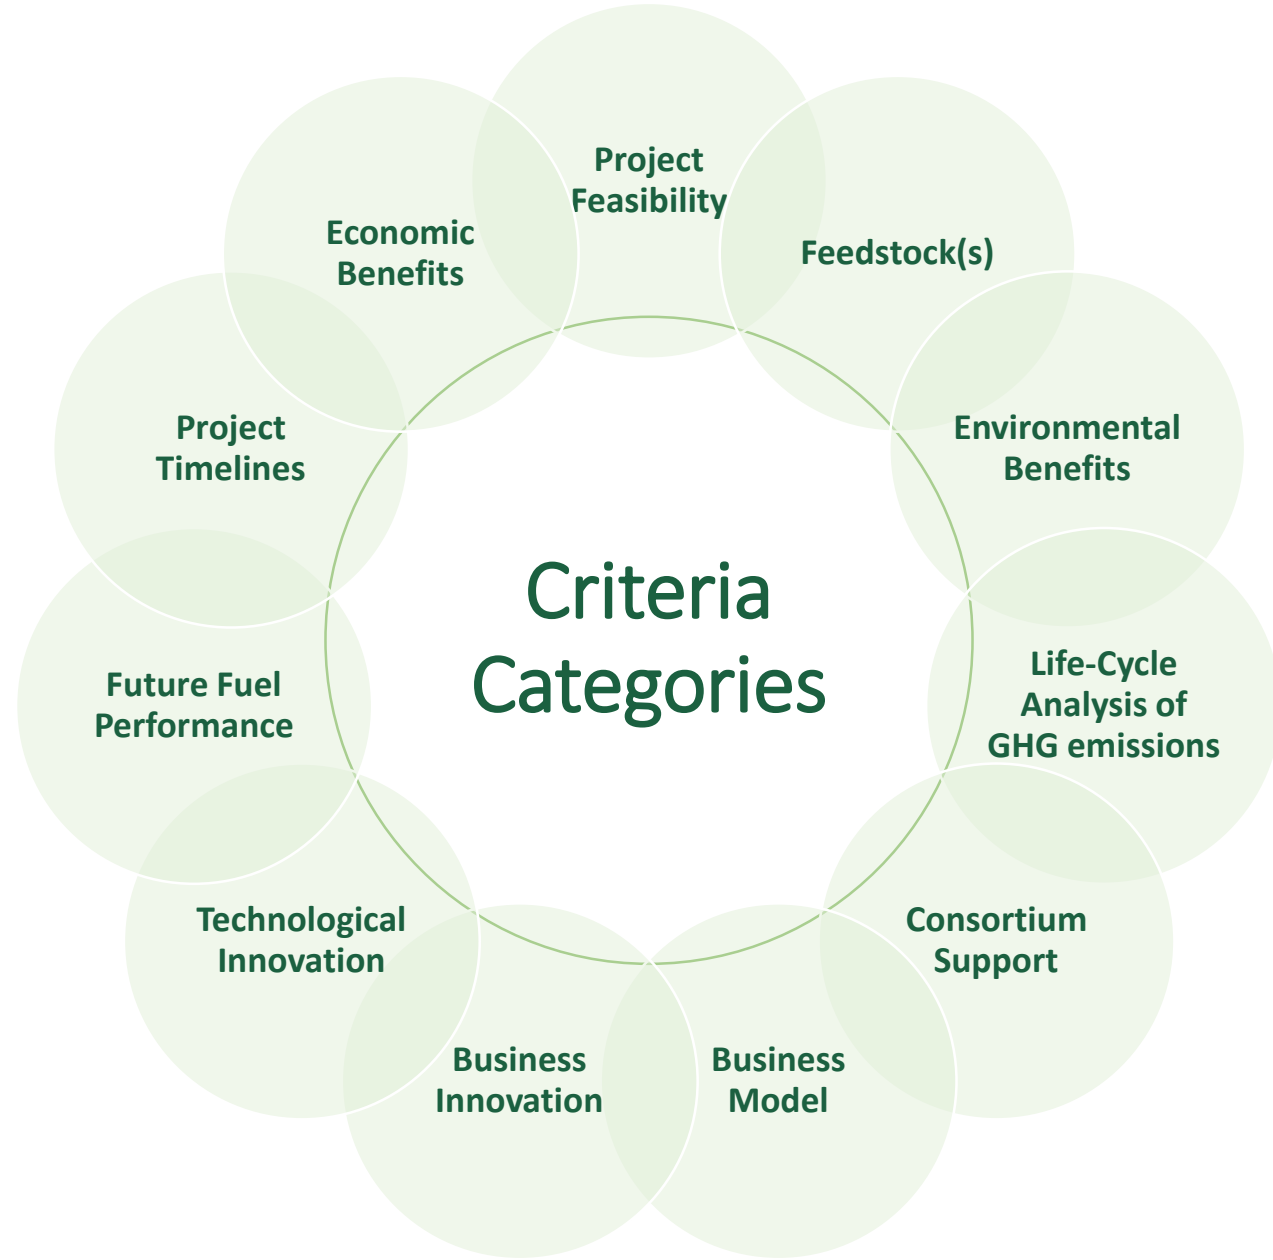 Project
Feasibility
Feedstock(s)
Environmental
Benefits
Life-Cycle
Analysis of
GHG emissions
Consortium
Support
Business
Model
Business
Innovation
Technological
Innovation
Future Fuel
Performance
Project
Timelines
Economic
Benefits
Criteria
Categories